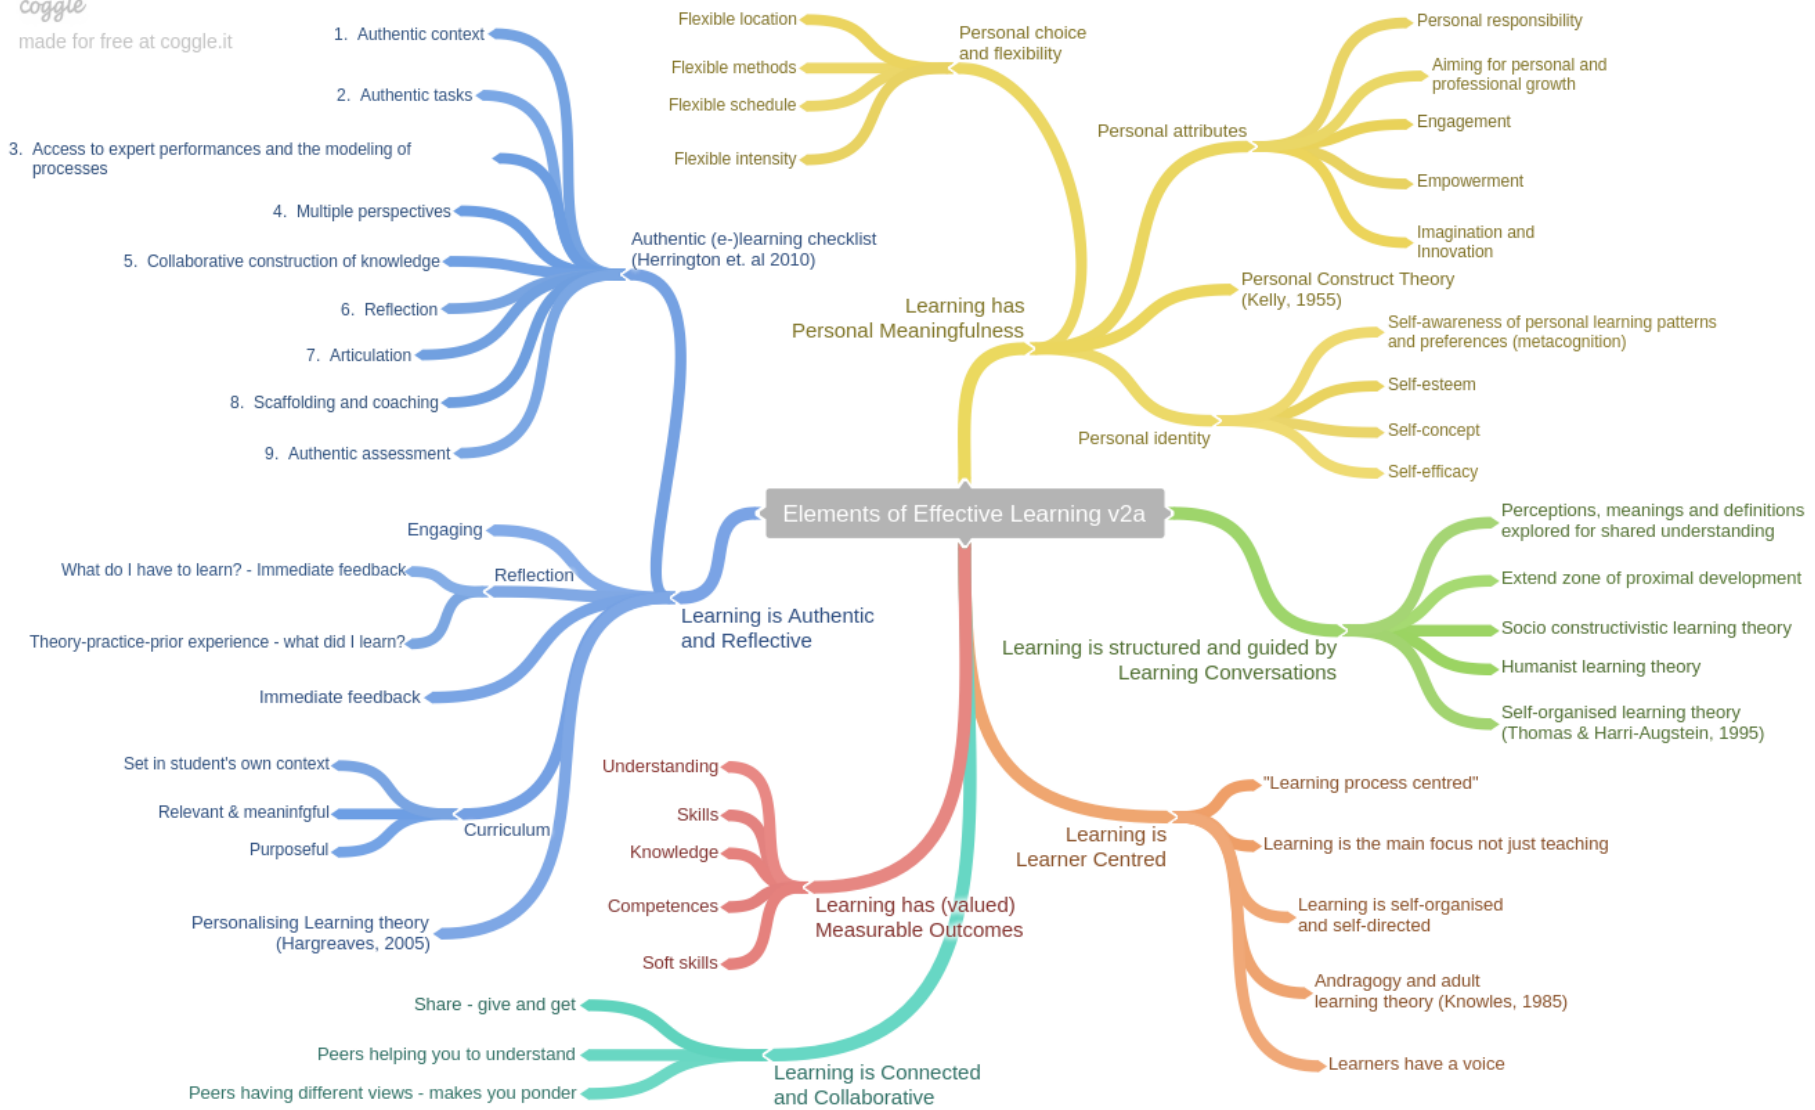 coggle
made for free at coggle.it
1. Authentic context
2. Authentic tasks
3. Access to expert performances and the modeling of
processes
4. Multiple perspectives
5. Collaborative construction of knowledge
6. Reflection
7. Articulation
8. Scaffolding and coaching
9. Authentic assessment
Authentic (e-)learning checklist
(Herrington et. al 2010)
Engaging
What do I have to learn? - Immediate feedback
Reflection
Theory-practice-prior experience - what did I learn?
Immediate feedback
Set in student's own context
Relevant & meaninfgful
Purposeful
Curriculum
Personalising Learning theory
(Hargreaves, 2005)
Learning is Authentic
and Reflective
Flexible location
Flexible methods
Flexible schedule
Flexible intensity
Personal choice
and flexibility
Personal attributes
Personal responsibility
Aiming for personal and
professional growth
Engagement
Empowerment
Imagination and
Innovation
Personal Construct Theory
(Kelly, 1955)
Learning has
Personal Meaningfulness
Self-awareness of personal learning patterns
and preferences (metacognition)
Self-esteem
Self-concept
Self-efficacy
Personal identity
Elements of Effective Learning v2a
Perceptions, meanings and definitions
explored for shared understanding
Extend zone of proximal development
Socio constructivistic learning theory
Humanist learning theory
Self-organised learning theory
(Thomas & Harri-Augstein, 1995)
Learning is structured and guided by
Learning Conversations
"Learning process centred"
Learning is the main focus not just teaching
Learning is self-organised
and self-directed
Andragogy and adult
learning theory (Knowles, 1985)
Learners have a voice
Learning is
Learner Centred
Understanding
Skills
Knowledge
Competences
Soft skills
Learning has (valued)
Measurable Outcomes
Share - give and get
Peers helping you to understand
Peers having different views - makes you ponder
Learning is Connected
and Collaborative